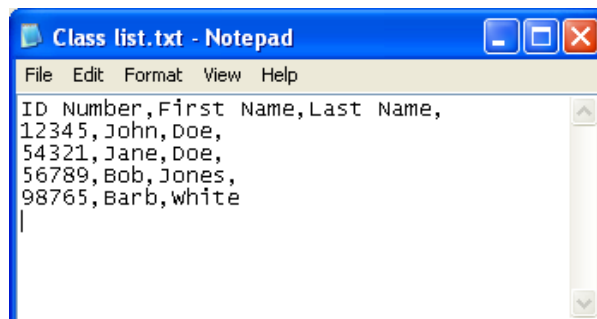 Class list.txt - Notepad
File Edit Format View Help
ID Number,First Name,Last Name,
12345,John,Doe,
54321,Jane,Doe,
56789,Bob,Jones,
98765,Barb,White